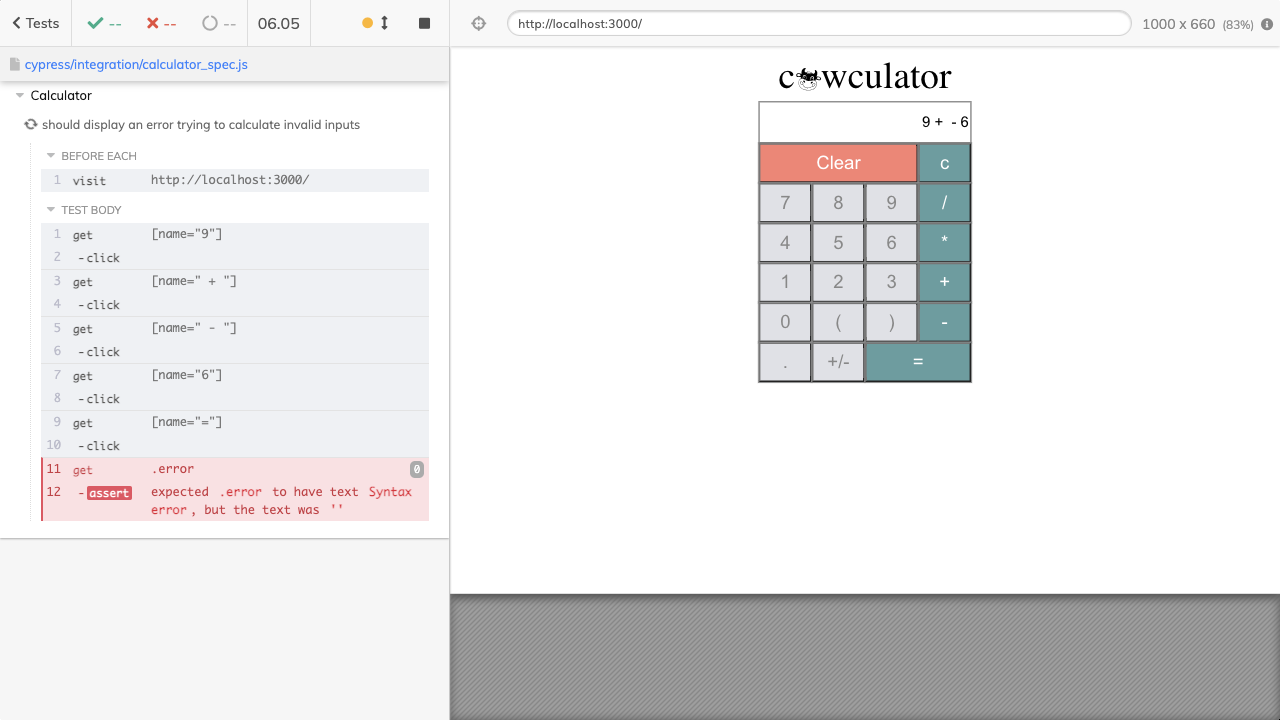 Tests
--
--
--
06.05
http://localhost:3000/
1000 x 660 (83%)
cypress/integration/calculator_spec.js
Calculator
should display an error trying to calculate invalid inputs
BEFORE EACH
1 visit http://localhost:3000/
TEST BODY
1 get [name="9"]
2 -click
3 get [name=" + "]
4 -click
5 get [name=" - "]
6 -click
7 get [name="6"]
8 -click
9 get [name="="]
10 -click
11 get .error 0
12 -assert expected .error to have text Syntax
error, but the text was ''
cowculator
9 + - 6
Clear c
7 8 9 /
4 5 6 *
1 2 3 +
0 ( ) -
. +/- =